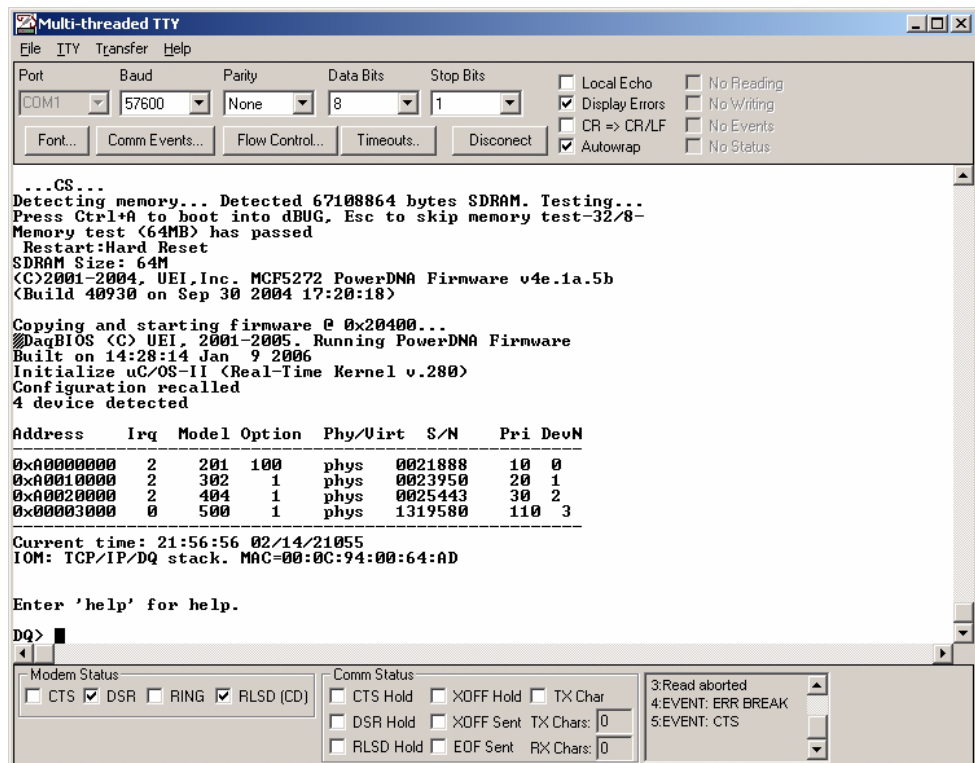 Multi-threaded TTY
File TTY Transfer Help
Port Baud Parity Data Bits Stop Bits
COM1 57600 None 8 1
Font... Comm Events... Flow Control... Timeouts.. Disconect
Local Echo No Reading
Display Errors No Writing
CR => CR/LF No Events
Autowrap No Status
...CS...
Detecting memory... Detected 67108864 bytes SDRAM. Testing...
Press Ctrl+A to boot into dBUG, Esc to skip memory test-32/8-
Memory test (64MB) has passed
Restart:Hard Reset
SDRAM Size: 64M
(C)2001-2004, UEI,Inc. MCF5272 PowerDNA Firmware v4e.1a.5b
(Build 40930 on Sep 30 2004 17:20:18)
Copying and starting firmware @ 0x20400...
DaqBIOS (C) UEI, 2001-2005. Running PowerDNA Firmware
Built on 14:28:14 Jan 9 2006
Initialize uC/OS-II (Real-Time Kernel v.280)
Configuration recalled
4 device detected
Address Irq Model Option Phy/Virt S/N Pri DevN
------------------------------------------------------------
0xA0000000 2 201 100 phys 0021888 10 0
0xA0010000 2 302 1 phys 0023950 20 1
0xA0020000 2 404 1 phys 0025443 30 2
0x00003000 0 500 1 phys 1319580 110 3
------------------------------------------------------------
Current time: 21:56:56 02/14/21055
IOM: TCP/IP/DQ stack. MAC=00:0C:94:00:64:AD
Enter 'help' for help.
DQ>
Modem Status
CTS DSR RING RLSD (CD)
Comm Status
CTS Hold XOFF Hold TX Char
DSR Hold XOFF Sent TX Chars: 0
RLSD Hold EOF Sent RX Chars: 0
3:Read aborted
4:EVENT: ERR BREAK
5:EVENT: CTS